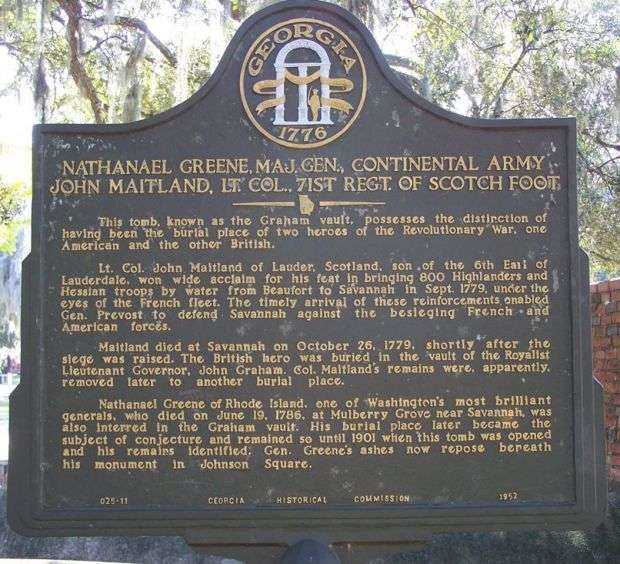 GEORGIA
1776
NATHANAEL GREENE, MAJ. GEN., CONTINENTAL ARMY
JOHN MAITLAND, LT. COL., 71ST REGT. OF SCOTCH FOOT
This tomb, known as the Graham vault, possesses the distinction of
having been the burial place of two heroes of the Revolutionary War, one
American and the other British.
Lt. Col. John Maitland of Lauder, Scotland, son of the 6th Earl of
Lauderdale, won wide acclaim for his feat in bringing 800 Highlanders and
Hessian troops by water from Beaufort to Savannah in Sept. 1779, under the
eyes of the French fleet. The timely arrival of these reinforcements enabled
Gen. Prevost to defend Savannah against the besieging French and
American forces.
Maitland died at Savannah on October 26, 1779, shortly after the
siege was raised. The British hero was buried in the vault of the Royalist
Lieutenant Governor, John Graham. Col. Maitland's remains were, apparently,
removed later to another burial place.
Nathanael Greene of Rhode Island, one of Washington's most brilliant
generals, who died on June 19, 1786, at Mulberry Grove near Savannah, was
also interred in the Graham vault. His burial place later became the
subject of conjecture and remained so until 1901 when this tomb was opened
and his remains identified. Gen. Greene's ashes now repose beneath
his monument in Johnson Square.
025-11 GEORGIA HISTORICAL COMMISSION 1952